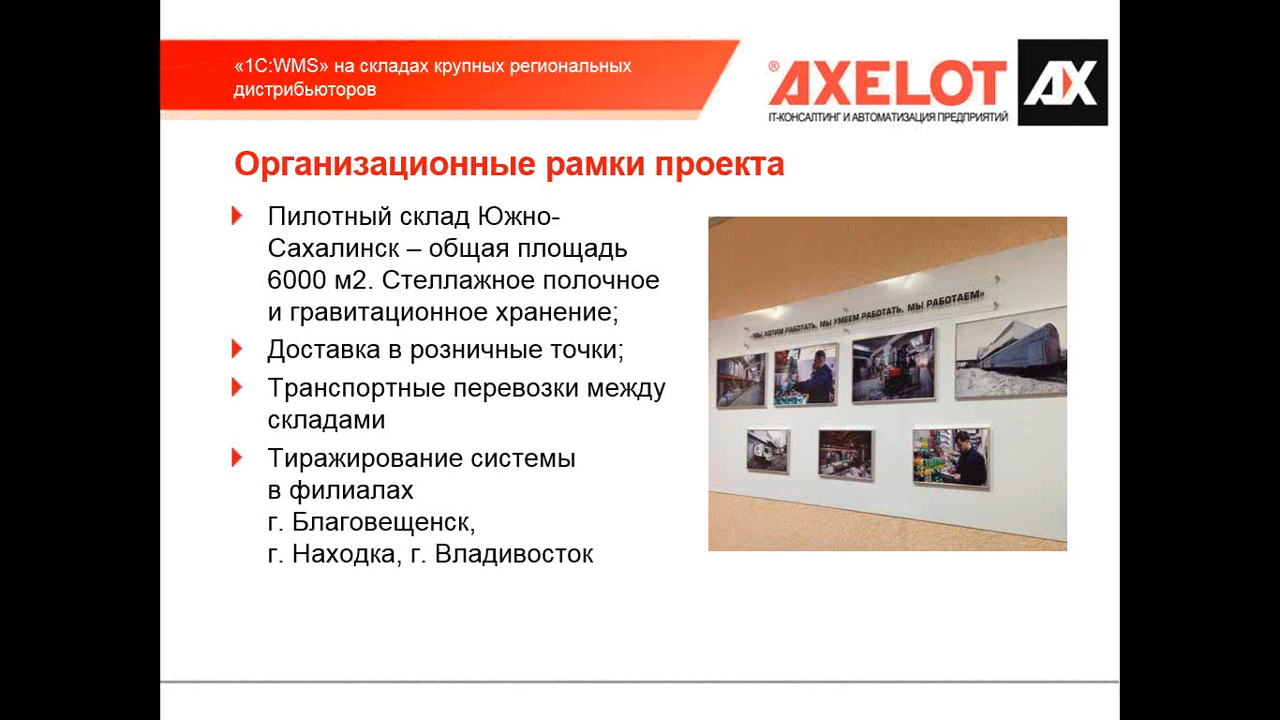 «1С:WMS» на складах крупных региональных
дистрибьюторов
® AXELOT AX
IT-КОНСАЛТИНГ И АВТОМАТИЗАЦИЯ ПРЕДПРИЯТИЙ
Организационные рамки проекта
Пилотный склад Южно-
Сахалинск – общая площадь
6000 м2. Стеллажное полочное
и гравитационное хранение;
Доставка в розничные точки;
Транспортные перевозки между
складами
Тиражирование системы
в филиалах
г. Благовещенск,
г. Находка, г. Владивосток
«МЫ ХОТИМ РАБОТАТЬ, МЫ УМЕЕМ РАБОТАТЬ, МЫ РАБОТАЕМ»